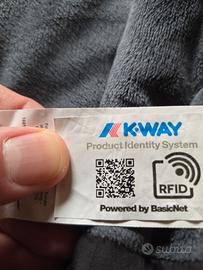 K-WAY
Product Identity System
RFID
Powered by BasicNet
subito